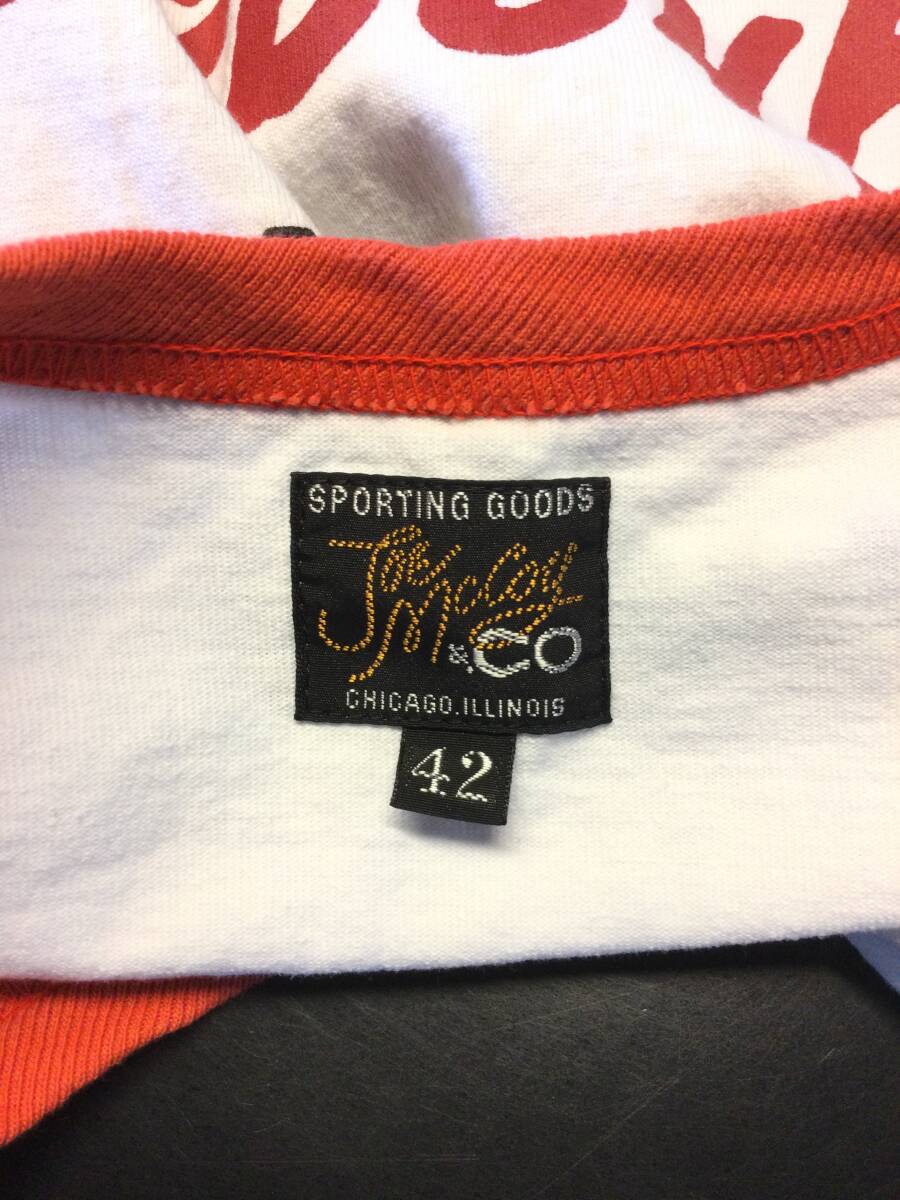 SPORTING GOODS
Joe McCoy
&.CO
CHICAGO.ILLINOIS
42